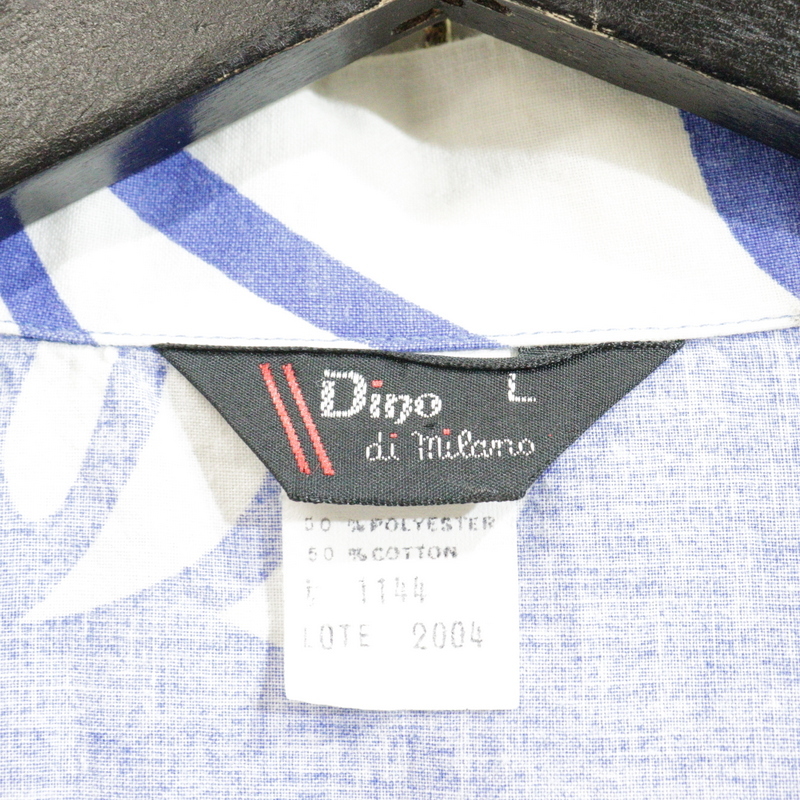 Dino L
di Milano
50 % POLYESTER
50 % COTTON
L 1144
LOTE 2004